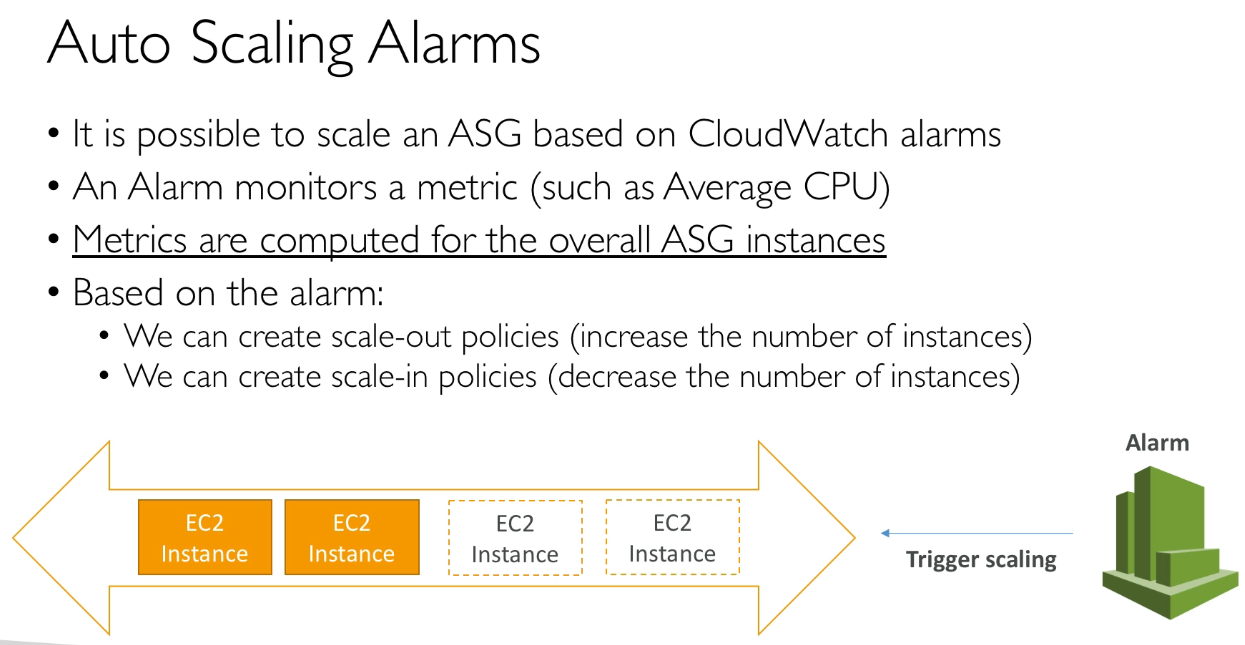 Auto Scaling Alarms
• It is possible to scale an ASG based on CloudWatch alarms
• An Alarm monitors a metric (such as Average CPU)
• Metrics are computed for the overall ASG instances
• Based on the alarm:
• We can create scale-out policies (increase the number of instances)
• We can create scale-in policies (decrease the number of instances)
EC2
Instance
EC2
Instance
EC2
Instance
EC2
Instance
Alarm
Trigger scaling